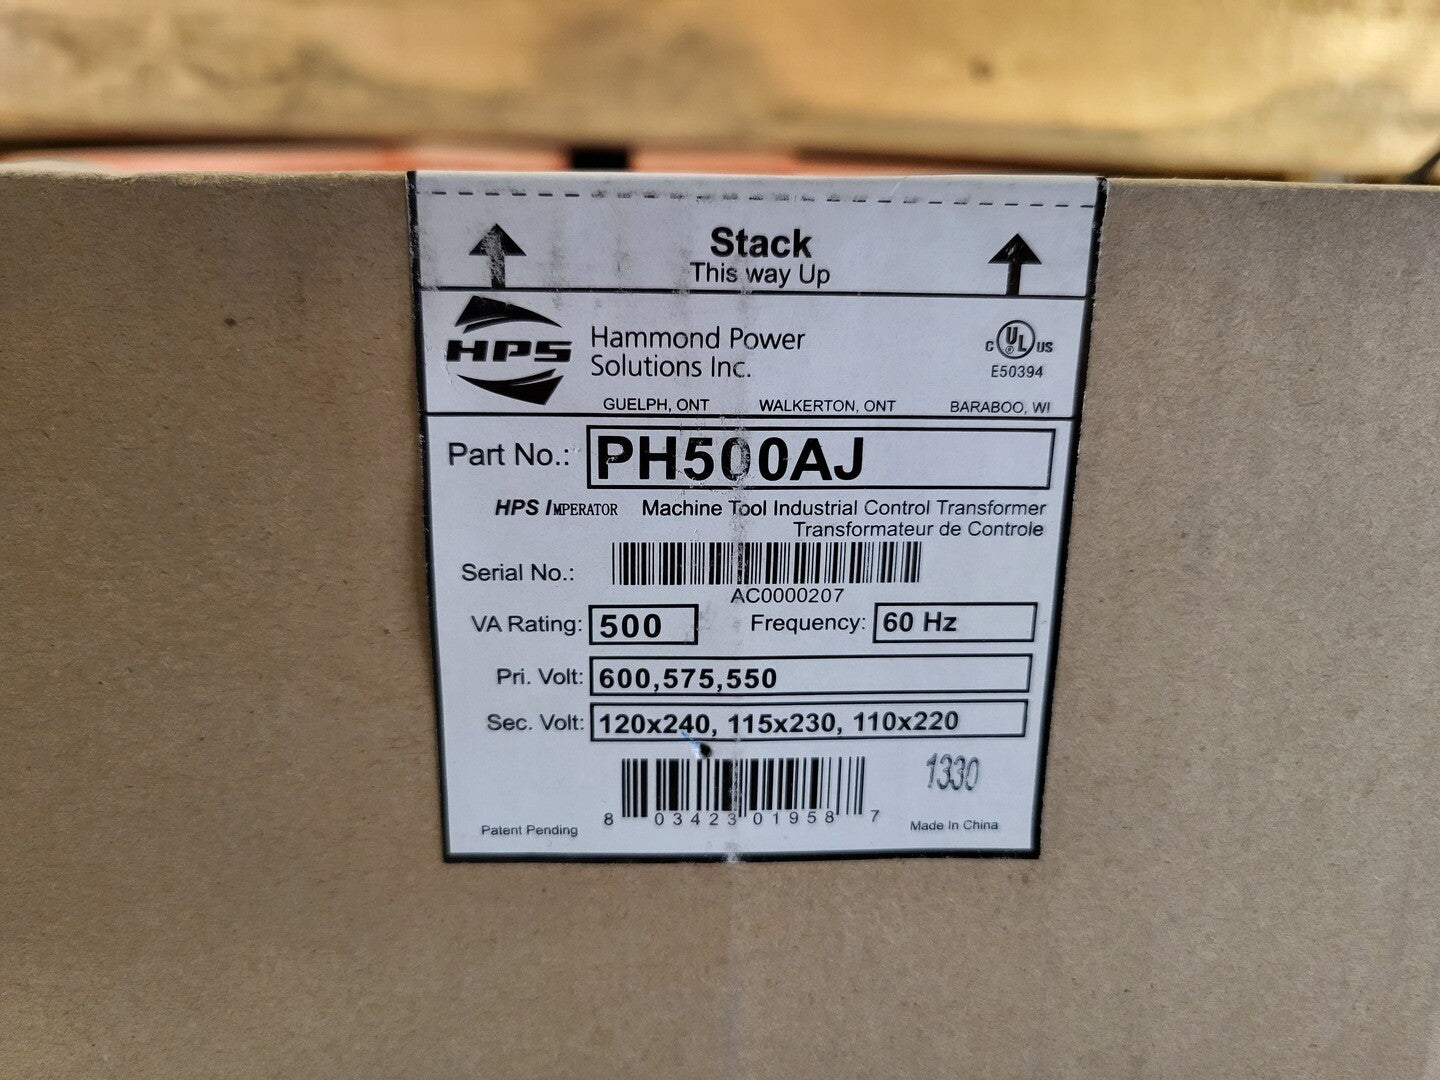 Stack
This way Up
HPS
Hammond Power
Solutions Inc.
C UL US
E50394
GUELPH, ONT WALKERTON, ONT BARABOO, WI
Part No.: PH500AJ
HPS IMPERATOR Machine Tool Industrial Control Transformer
Transformateur de Controle
Serial No.:
AC0000207
VA Rating: 500 Frequency: 60 Hz
Pri. Volt: 600,575,550
Sec. Volt: 120x240, 115x230, 110x220
1330
8 03423 01958 7
Patent Pending Made In China